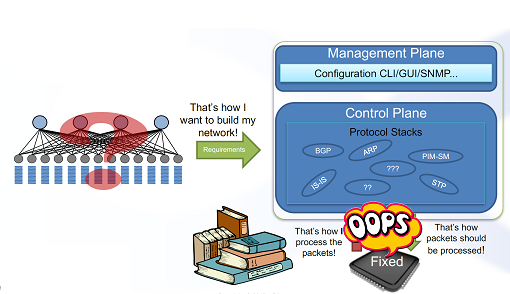 Management Plane
Configuration CLI/GUI/SNMP...
That's how I
want to build my
network!
Requirements
Control Plane
Protocol Stacks
BGP
ARP
PIM-SM
???
IS-IS
??
STP
That's how I
process the
packets!
OOPS
Fixed
That's how
packets should
be processed!